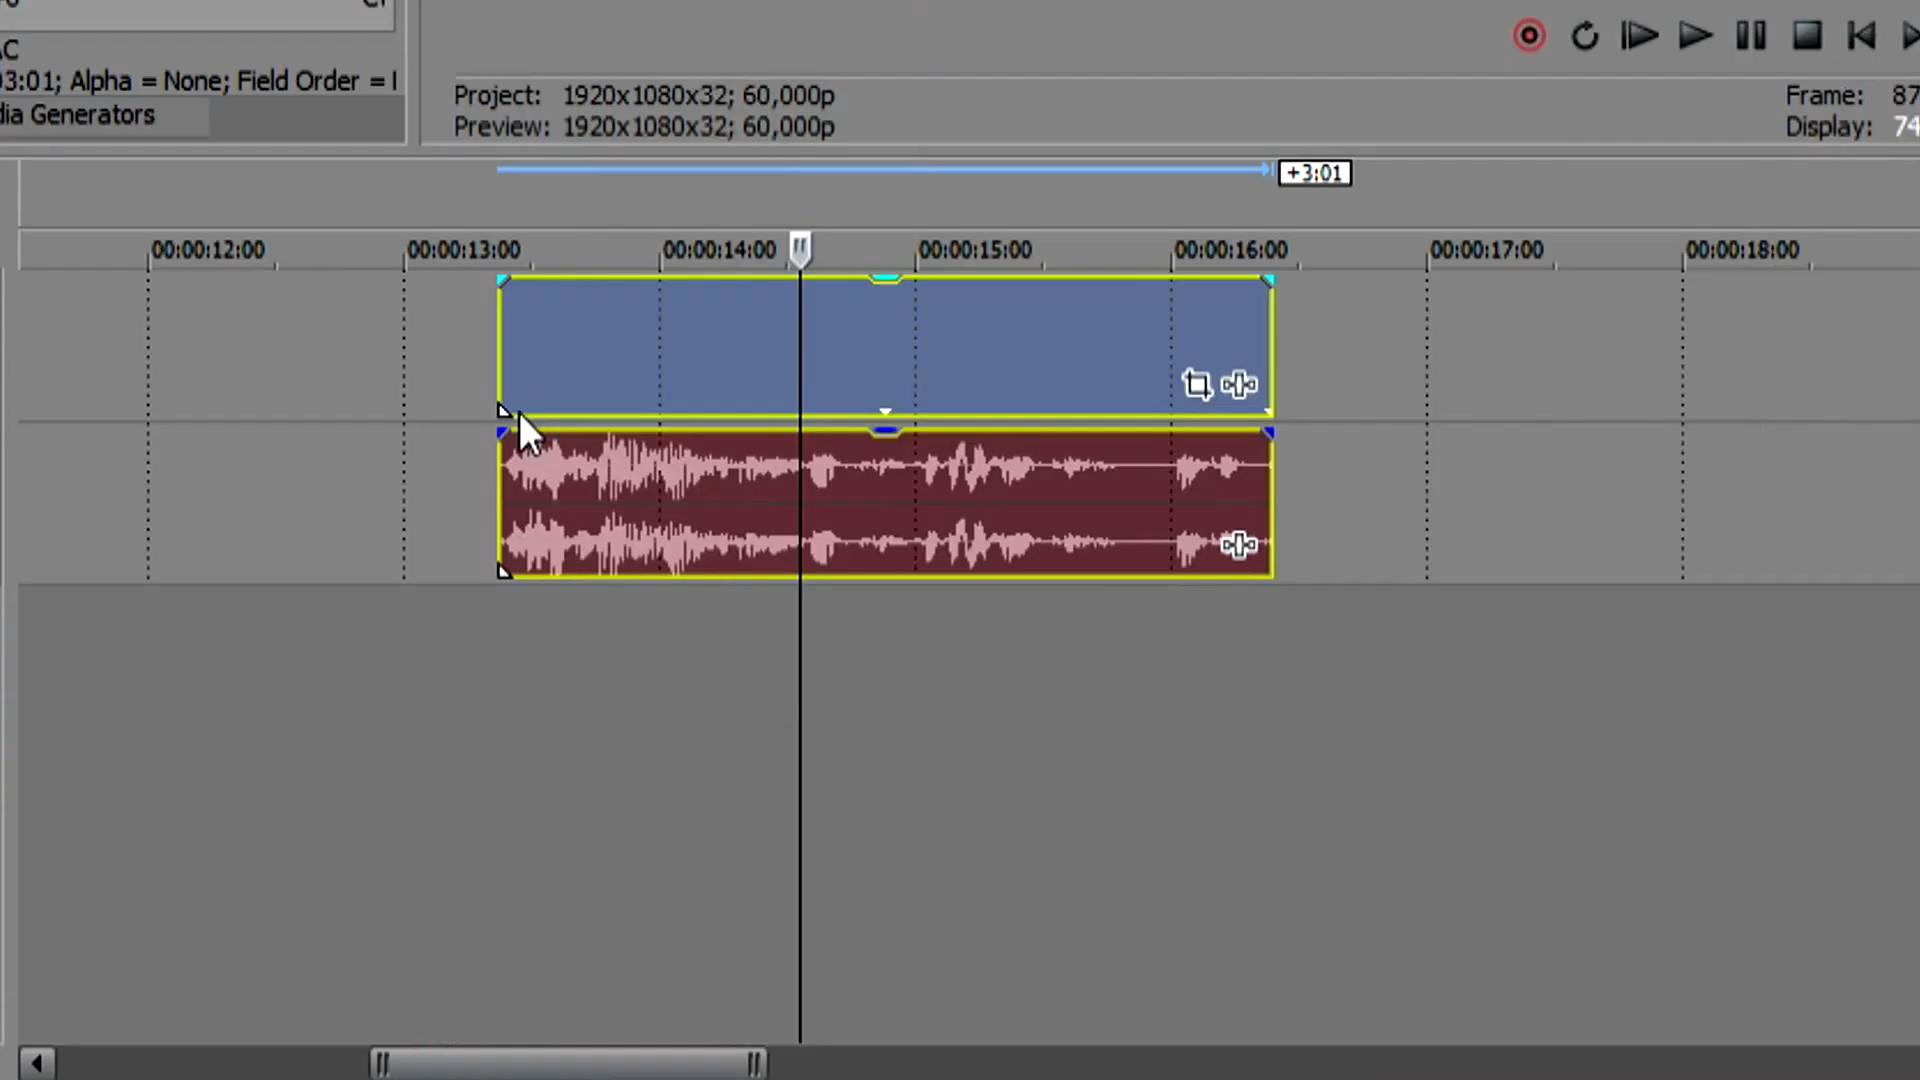 AC
03:01; Alpha = None; Field Order =
dia Generators
Project: 1920x1080x32; 60,000p
Preview: 1920x1080x32; 60,000p
Frame: 87
Display: 74
+3:01
00:00:12:00 00:00:13:00 00:00:14:00 00:00:15:00 00:00:16:00 00:00:17:00 00:00:18:00